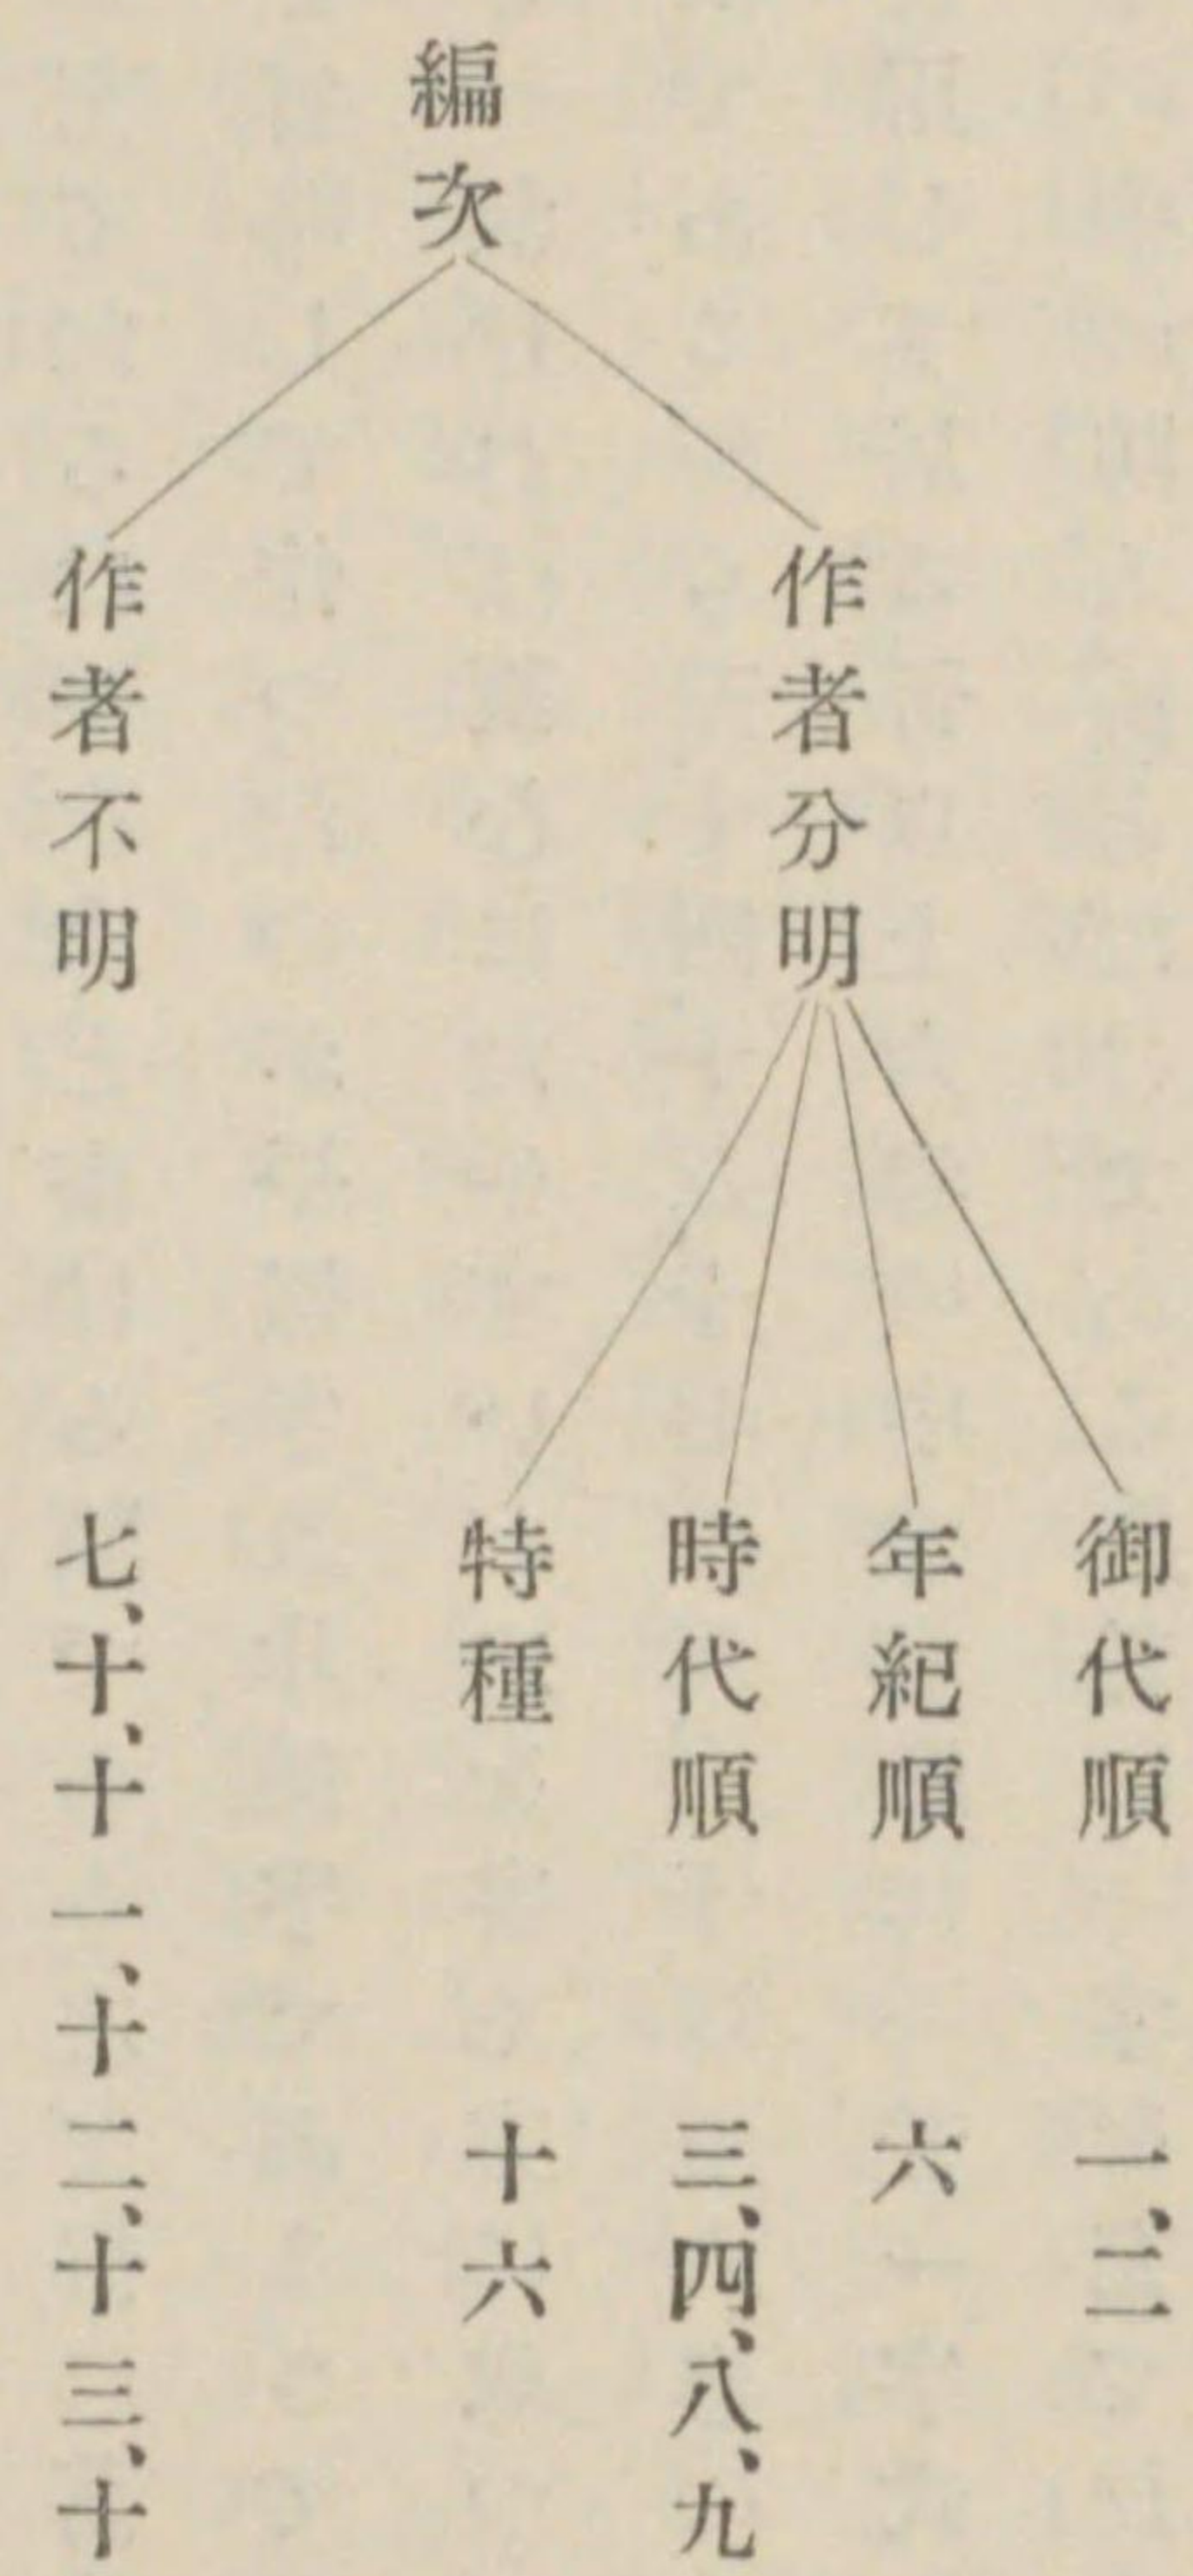 編次
作者分明
御代順 一、二
年紀順 六
時代順 三、四、八、九
特種 十六
作者不明 七、十、十一、十二、十三、十